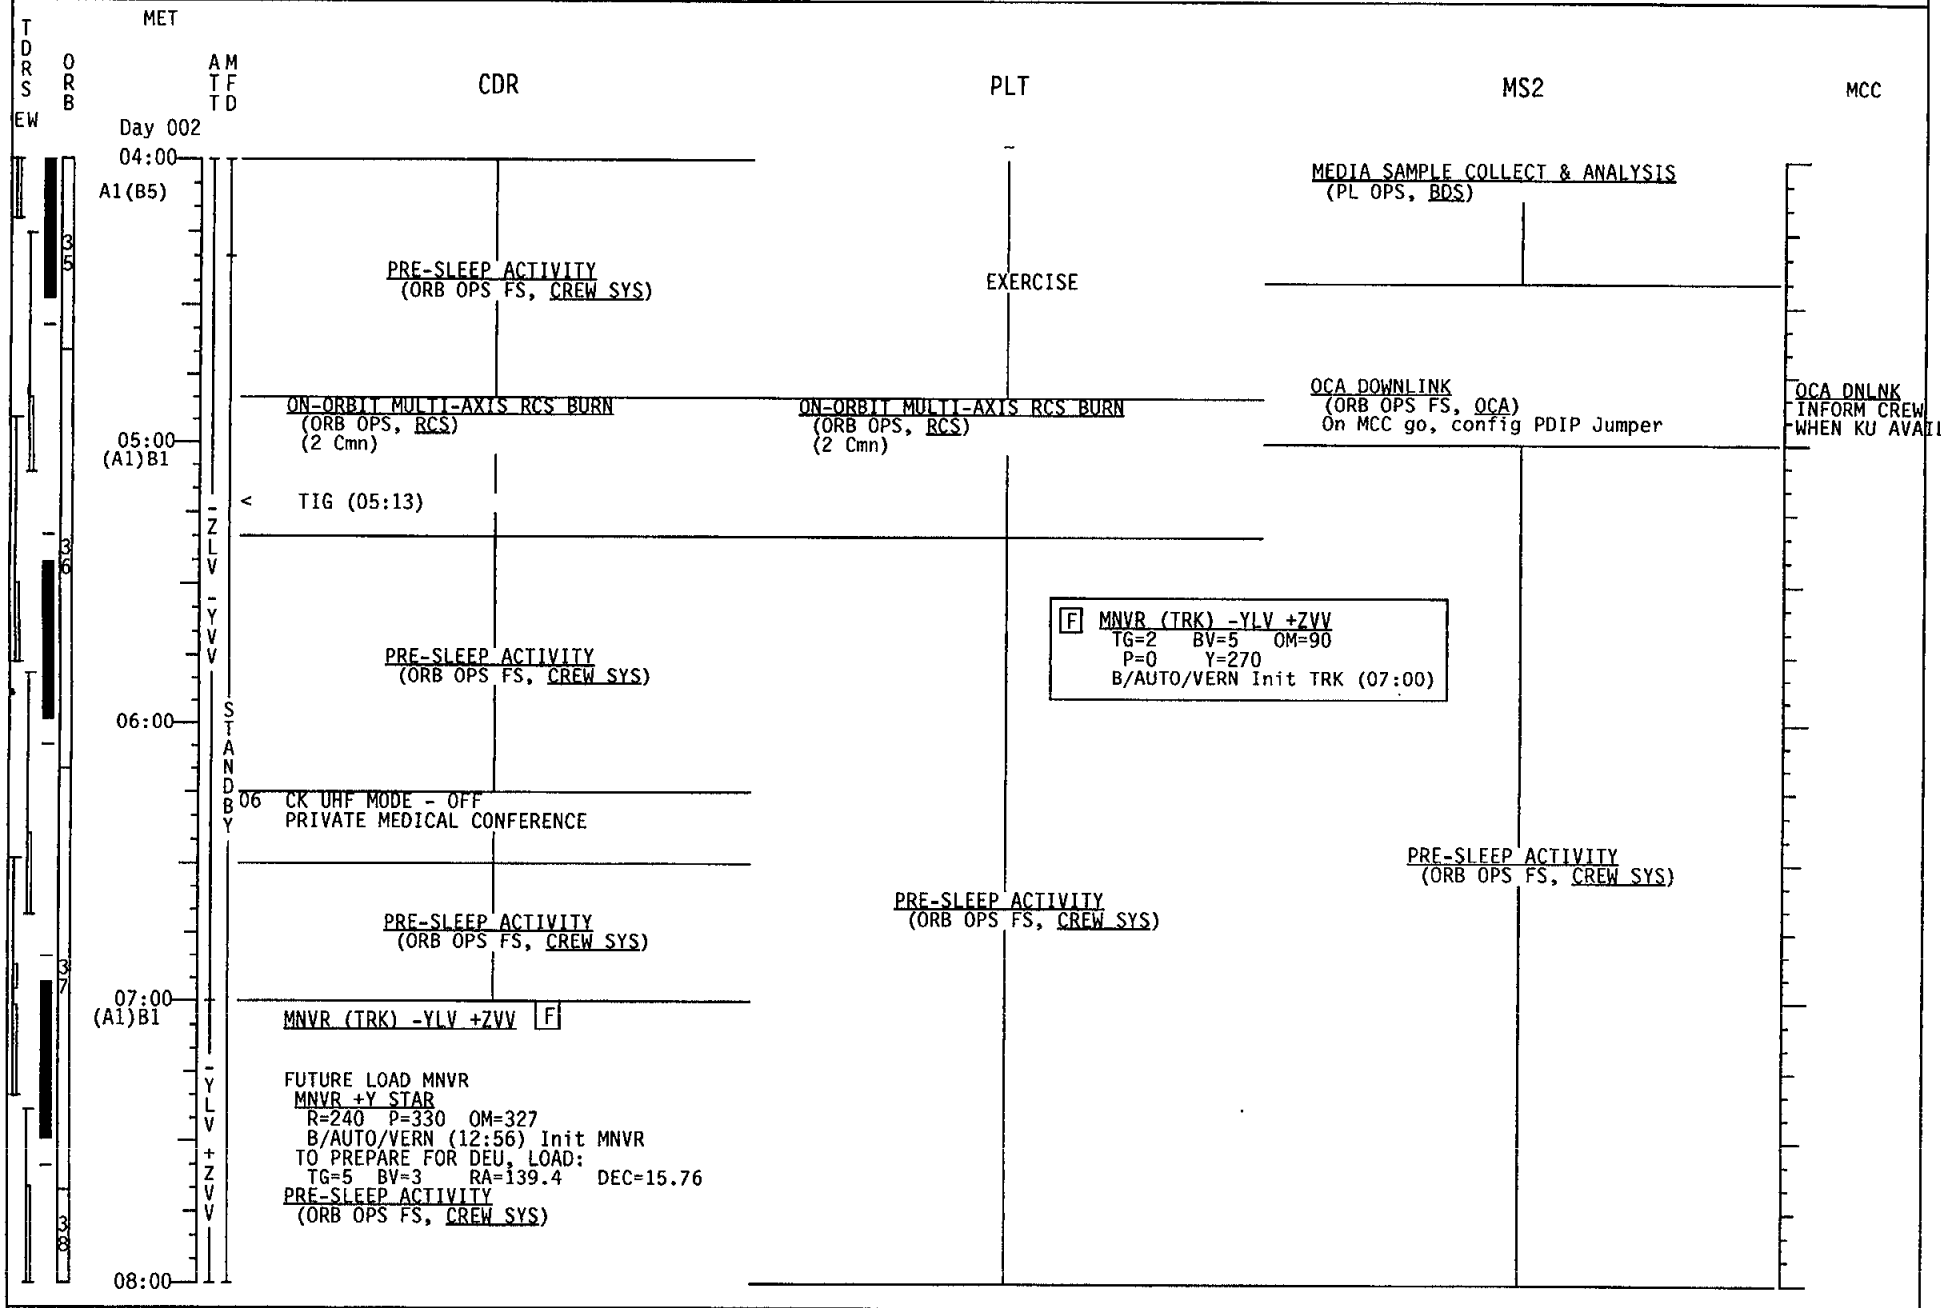 TDRS
EW
ORB
MET
ATT
MFD
CDR
PLT
MS2
MCC
Day 002
04:00
A1(B5)
35
PRE-SLEEP ACTIVITY
(ORB OPS FS, CREW SYS)
~
EXERCISE
MEDIA SAMPLE COLLECT & ANALYSIS
(PL OPS, BDS)
ON-ORBIT MULTI-AXIS RCS BURN
(ORB OPS, RCS)
(2 Cmn)
ON-ORBIT MULTI-AXIS RCS BURN
(ORB OPS, RCS)
(2 Cmn)
OCA DOWNLINK
(ORB OPS FS, OCA)
On MCC go, config PDIP Jumper
OCA DNLNK
INFORM CREW
WHEN KU AVAIL
05:00
(A1)B1
< TIG (05:13)
36
-ZLV -YVV
PRE-SLEEP ACTIVITY
(ORB OPS FS, CREW SYS)
F MNVR (TRK) -YLV +ZVV
TG=2 BV=5 OM=90
P=0 Y=270
B/AUTO/VERN Init TRK (07:00)
06:00
STANDBY
06 CK UHF MODE - OFF
PRIVATE MEDICAL CONFERENCE
PRE-SLEEP ACTIVITY
(ORB OPS FS, CREW SYS)
PRE-SLEEP ACTIVITY
(ORB OPS FS, CREW SYS)
PRE-SLEEP ACTIVITY
(ORB OPS FS, CREW SYS)
37
07:00
(A1)B1
MNVR (TRK) -YLV +ZVV F
-YLV +ZVV
FUTURE LOAD MNVR
MNVR +Y STAR
R=240 P=330 OM=327
B/AUTO/VERN (12:56) Init MNVR
TO PREPARE FOR DEU, LOAD:
TG=5 BV=3 RA=139.4 DEC=15.76
PRE-SLEEP ACTIVITY
(ORB OPS FS, CREW SYS)
38
08:00